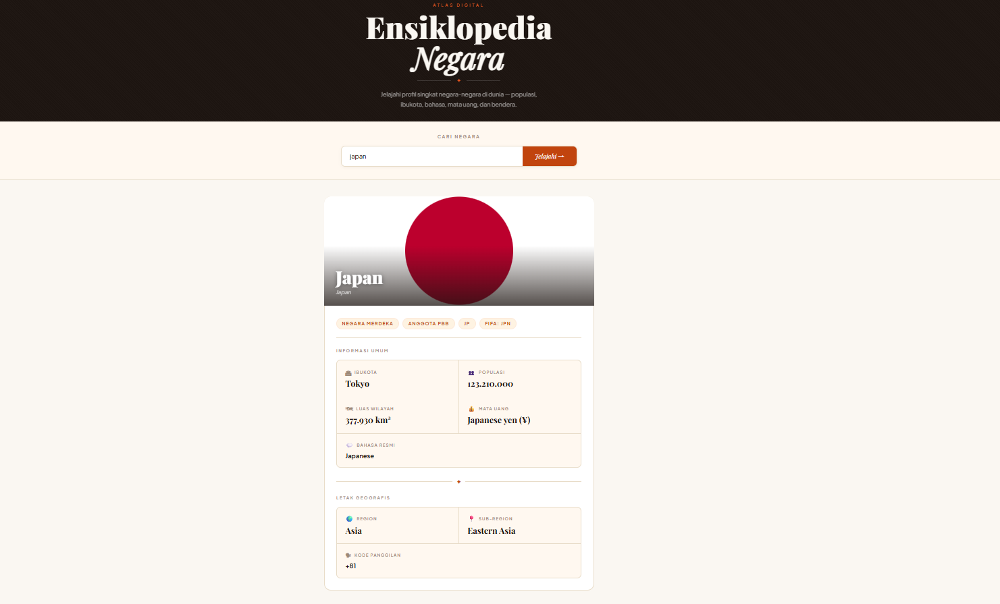 ATLAS DIGITAL
Ensiklopedia
Negara
Jelajahi profil singkat negara-negara di dunia — populasi,
ibukota, bahasa, mata uang, dan bendera.
CARI NEGARA
japan
Jelajahi →
Japan
Japan
NEGARA MERDEKA ANGGOTA PBB JP FIFA: JPN
INFORMASI UMUM
IBUKOTA
Tokyo
POPULASI
123.210.000
LUAS WILAYAH
377.930 km²
MATA UANG
Japanese yen (¥)
BAHASA RESMI
Japanese
LETAK GEOGRAFIS
REGION
Asia
SUB-REGION
Eastern Asia
KODE PANGGILAN
+81